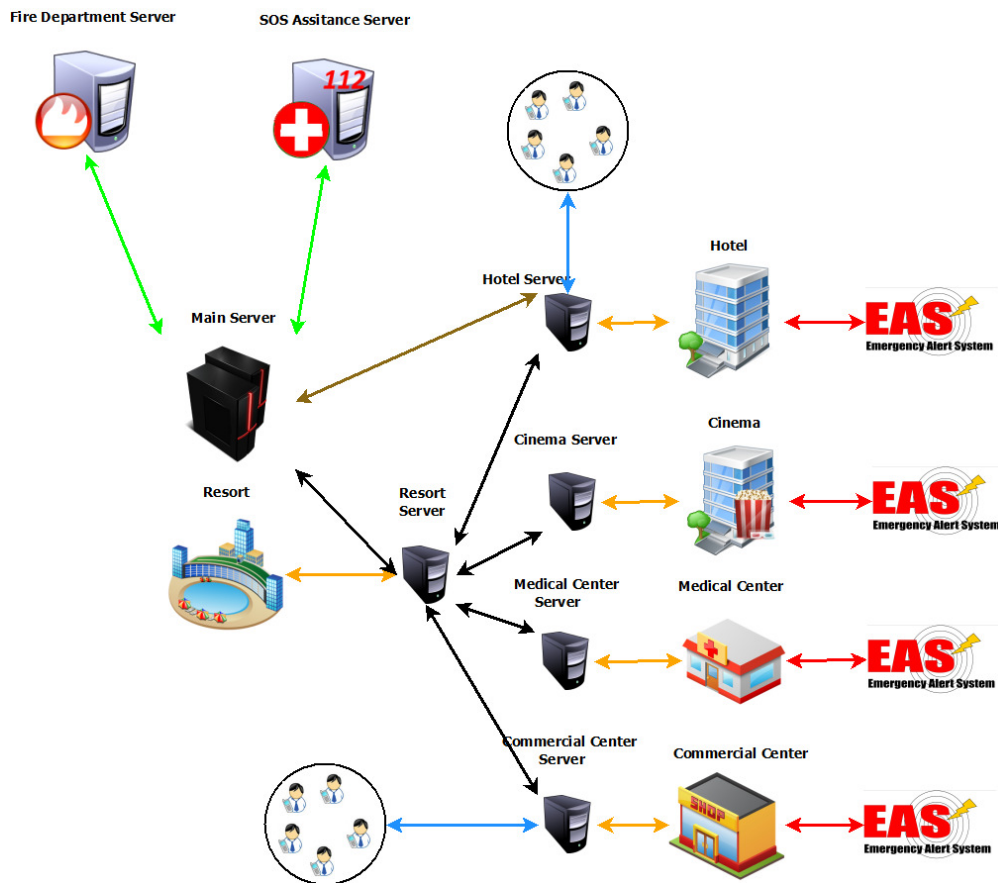 Fire Department Server
SOS Assitance Server
112
Hotel
Hotel Server
EAS
Emergency Alert System
Main Server
Cinema
Cinema Server
EAS
Emergency Alert System
Resort
Resort
Server
Medical Center
Server
Medical Center
EAS
Emergency Alert System
Commercial Center
Server
Commercial Center
SHOP
EAS
Emergency Alert System